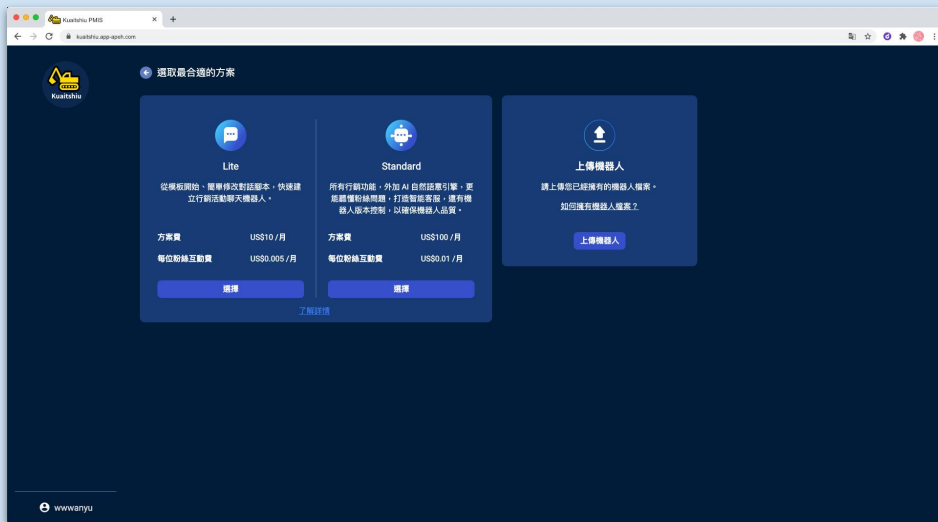 Kuaitshiu PMIS
kuaitshiu.app-apeh.com
Kuaitshiu
選取最合適的方案
Lite
從模板開始、簡單修改對話腳本，快速建
立行銷活動聊天機器人。
方案費 US$10 /月
每位粉絲互動費 US$0.005 /月
選擇
Standard
所有行銷功能，外加 AI 自然語意引擎，更
能聽懂粉絲問題，打造智能客服，還有機
器人版本控制，以確保機器人品質。
方案費 US$100 /月
每位粉絲互動費 US$0.01 /月
選擇
了解詳情
上傳機器人
請上傳您已經擁有的機器人檔案。
如何擁有機器人檔案？
上傳機器人
wwwanyu